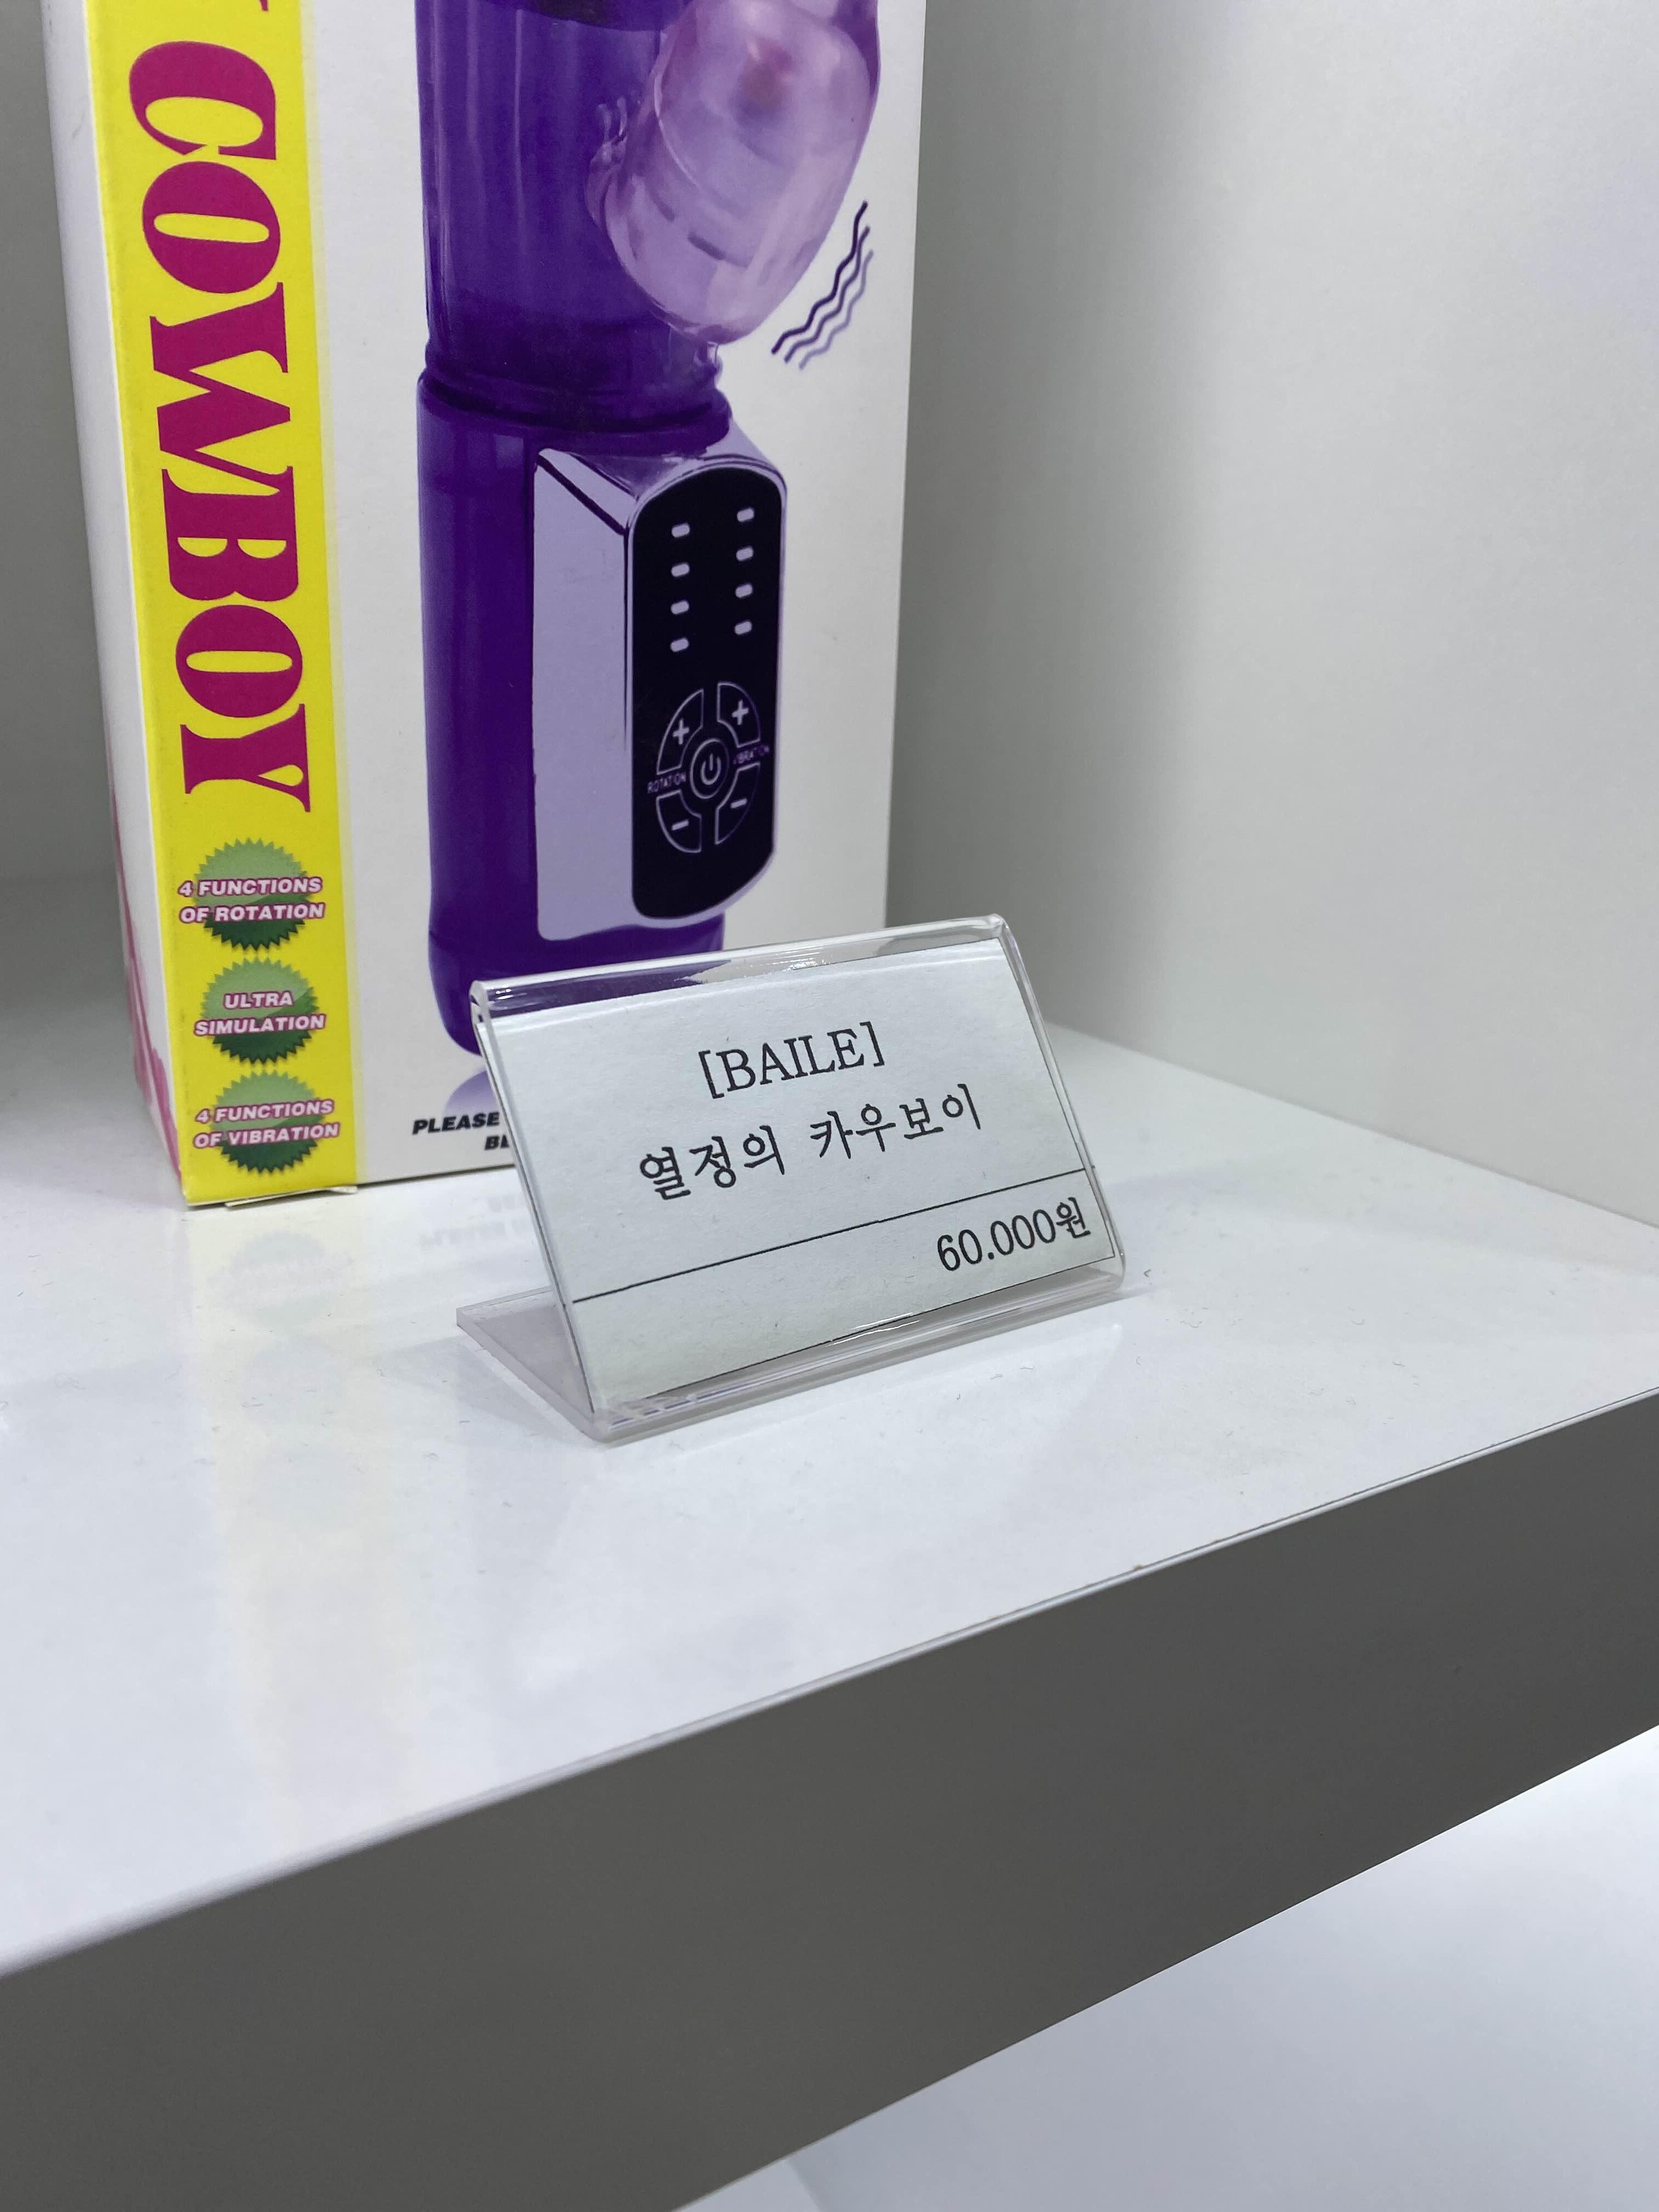 COWBOY
4 FUNCTIONS
OF ROTATION
ULTRA
SIMULATION
4 FUNCTIONS
OF VIBRATION
ROTATION
VIBRATION
PLEASE
[BAILE]
열정의 카우보이
60.000원